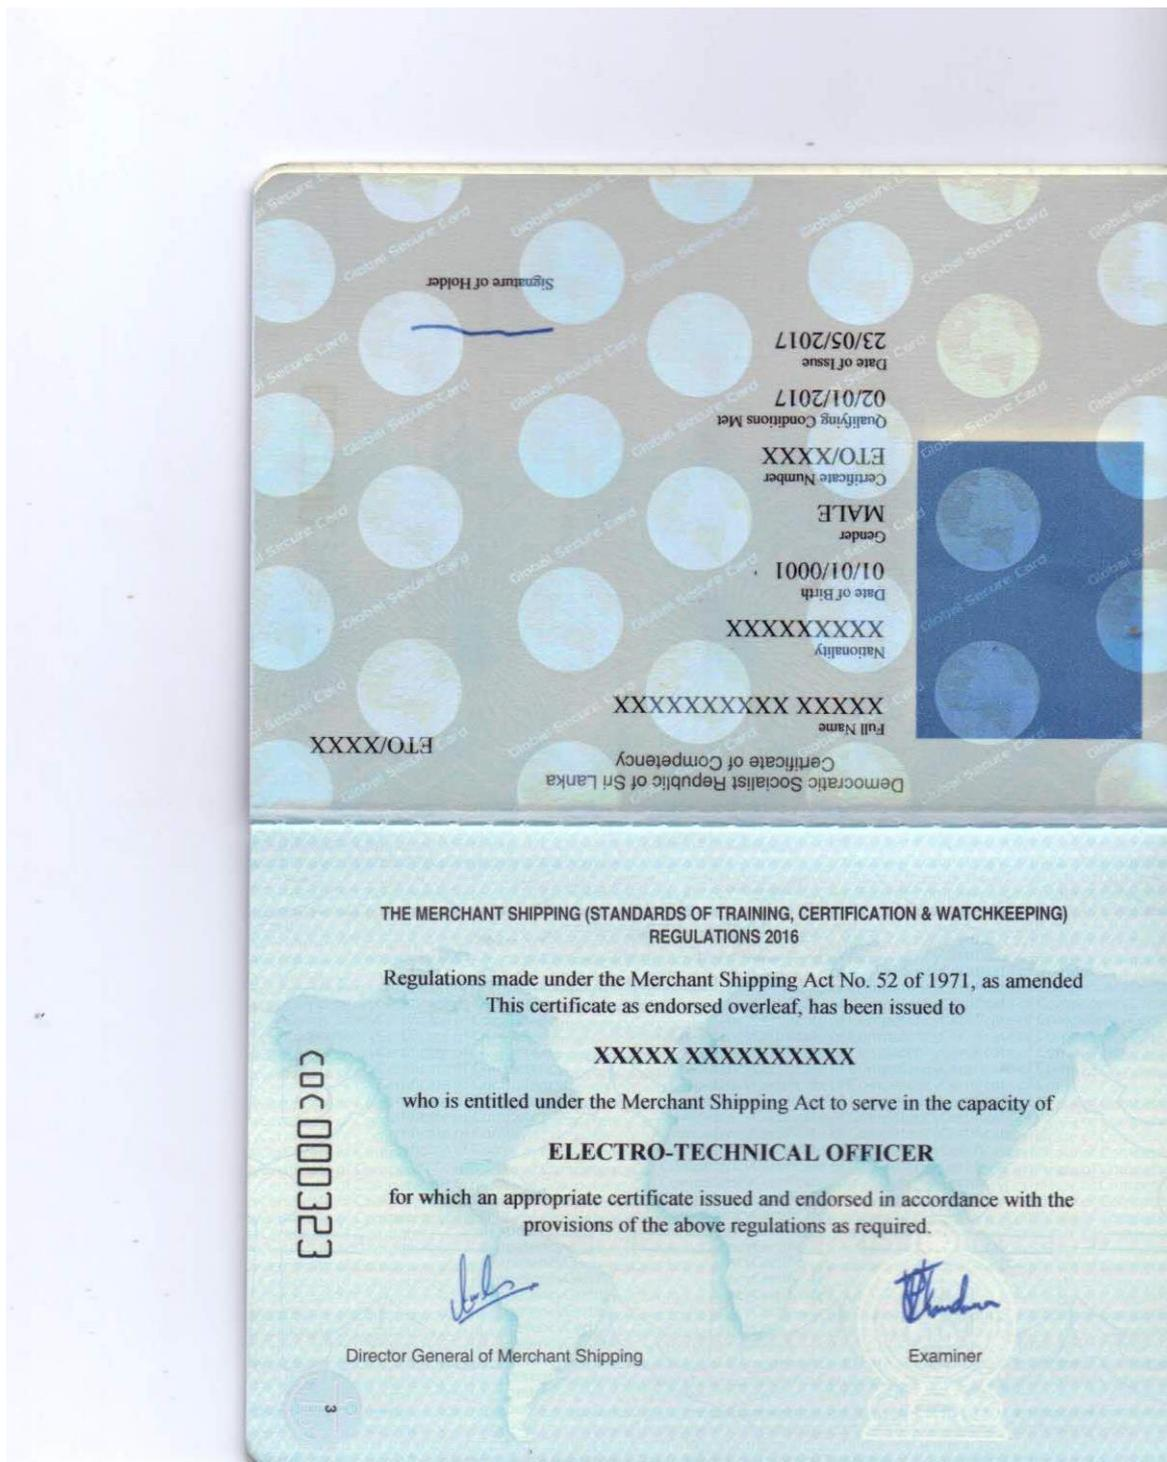 Democratic Socialist Republic of Sri Lanka
Certificate of Competency
ETO/XXXX
Full Name
XXXXX XXXXXXXXXX
Nationality
XXXXXXXXXX
Date of Birth
01/01/0001
Gender
MALE
Certificate Number
ETO/XXXX
Qualifying Conditions Met
02/01/2017
Date of Issue
23/05/2017
Signature of Holder
Global Secure Card
THE MERCHANT SHIPPING (STANDARDS OF TRAINING, CERTIFICATION & WATCHKEEPING)
REGULATIONS 2016
Regulations made under the Merchant Shipping Act No. 52 of 1971, as amended
This certificate as endorsed overleaf, has been issued to
XXXXX XXXXXXXXXX
who is entitled under the Merchant Shipping Act to serve in the capacity of
ELECTRO-TECHNICAL OFFICER
for which an appropriate certificate issued and endorsed in accordance with the
provisions of the above regulations as required.
COC000323
Director General of Merchant Shipping
Examiner
3